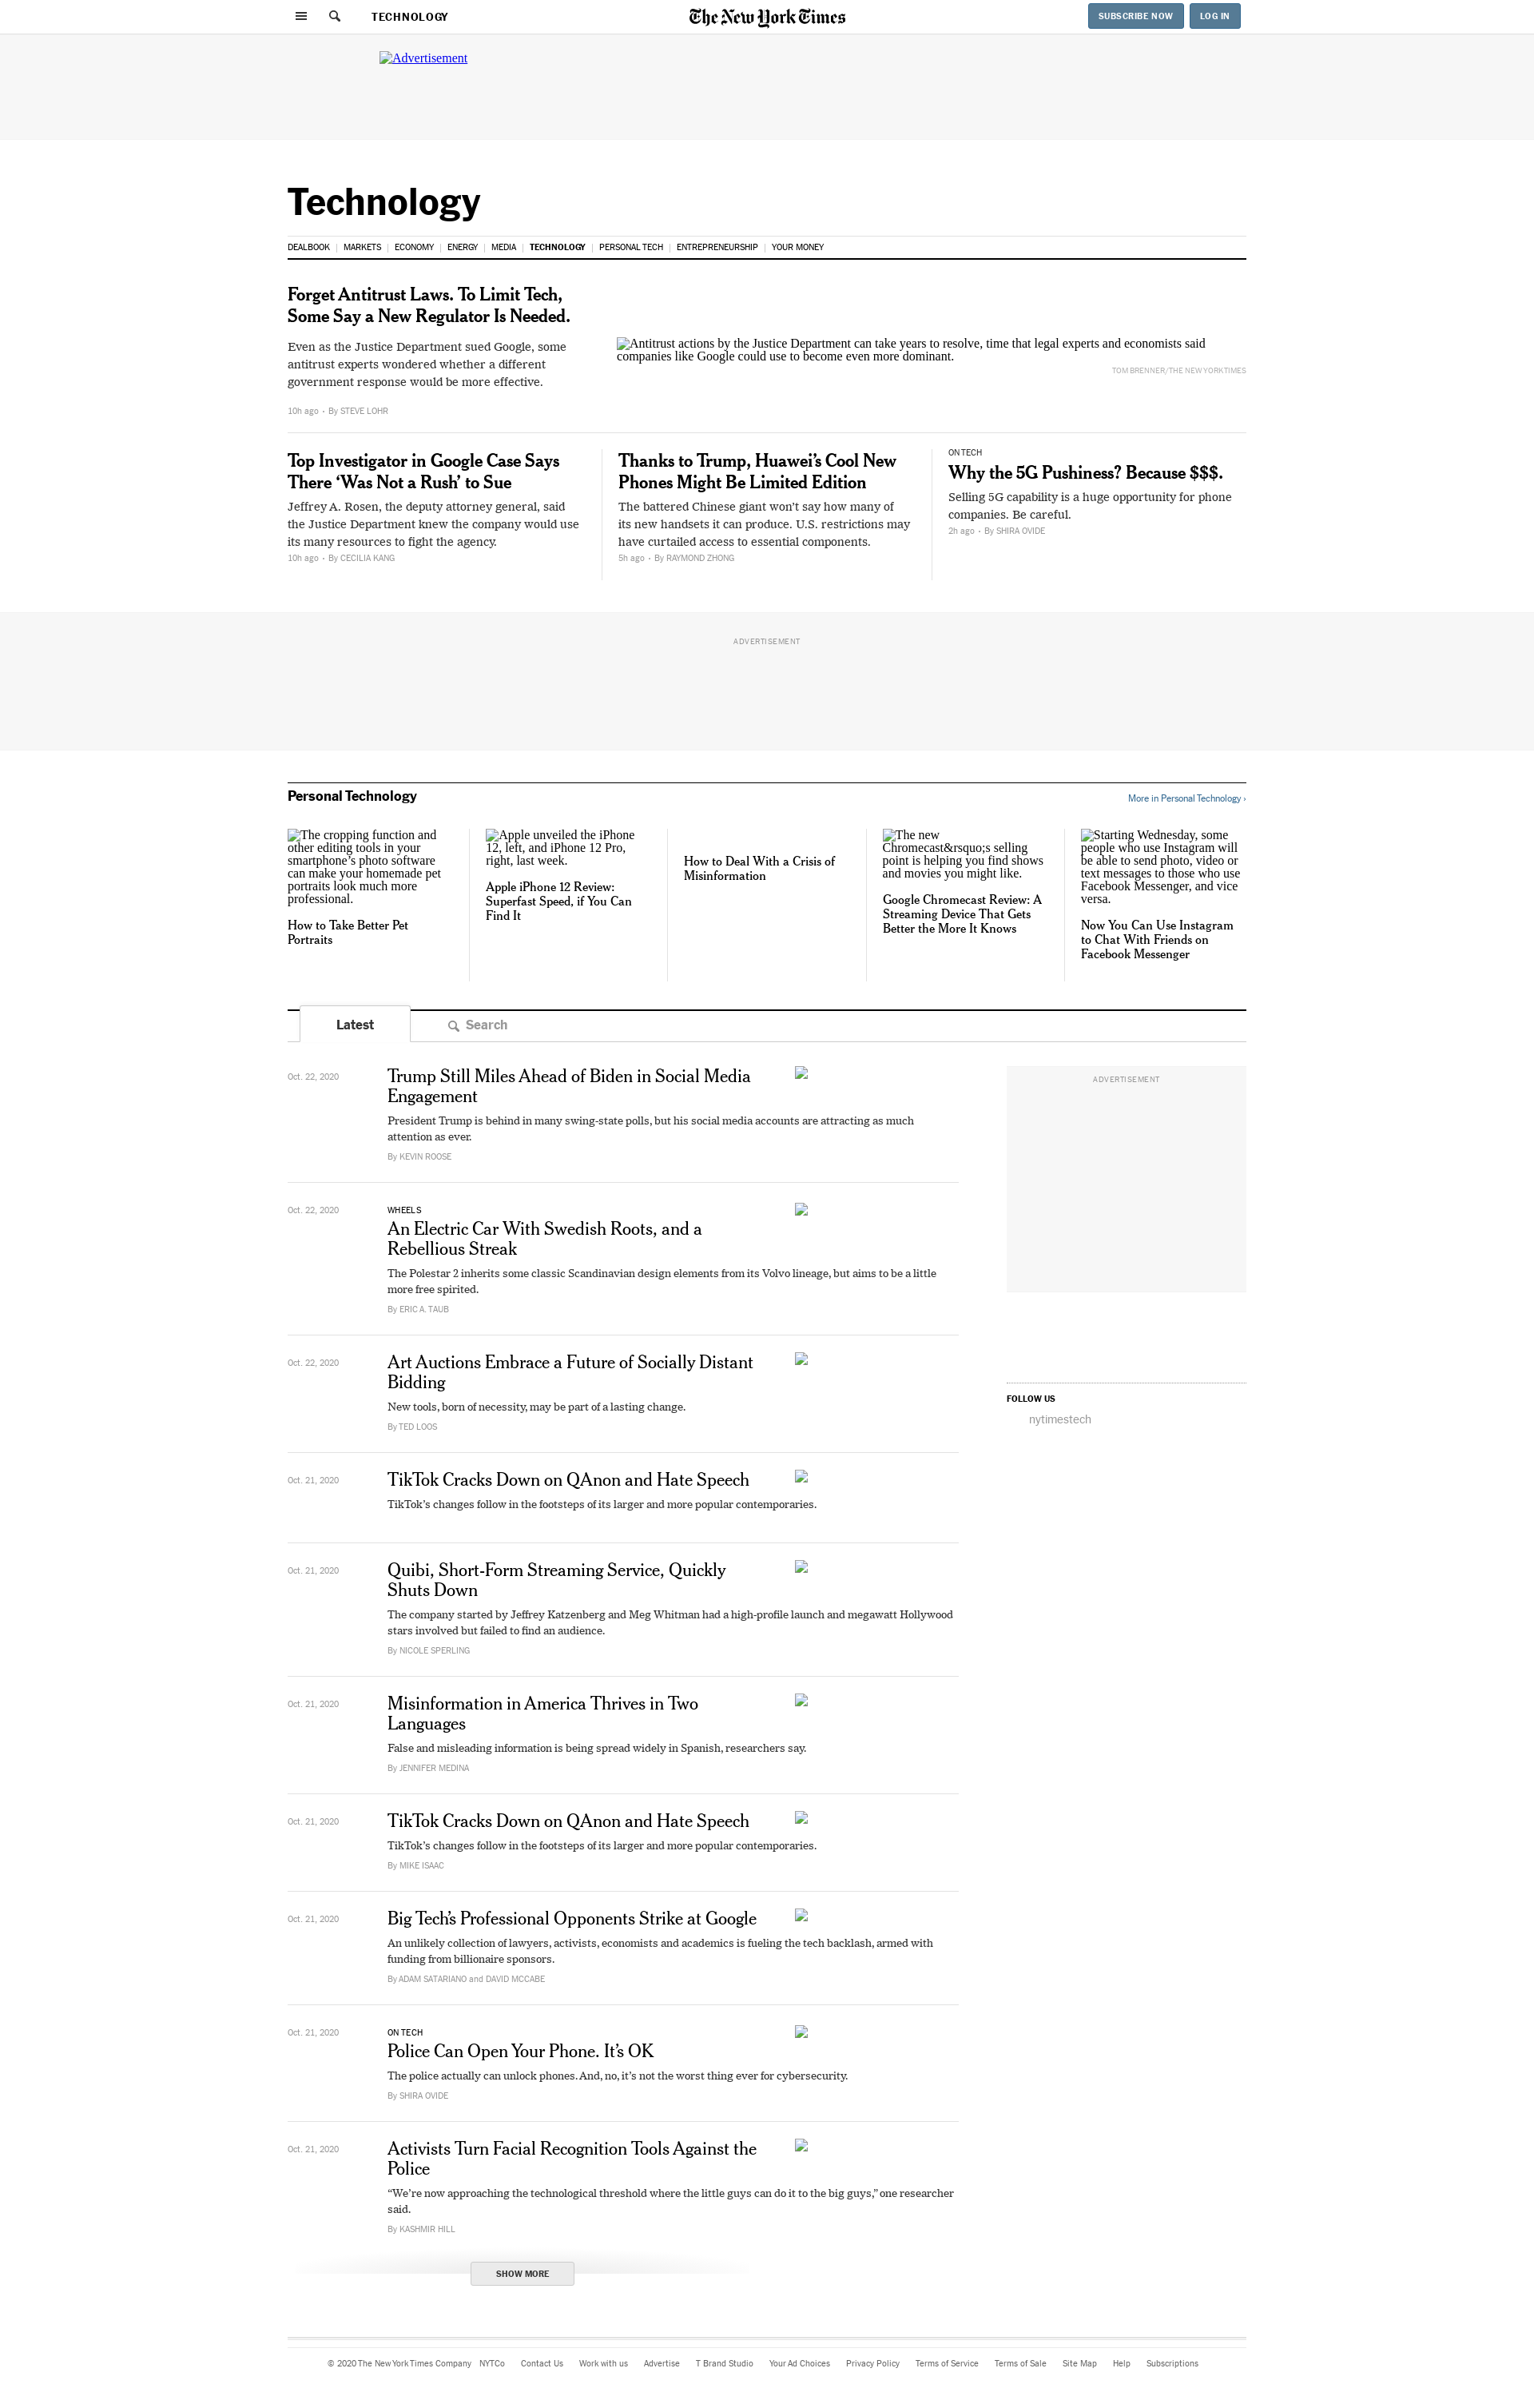 TECHNOLOGY
The New York Times
SUBSCRIBE NOW
LOG IN
Advertisement
Technology
DEALBOOK
MARKETS
ECONOMY
ENERGY
MEDIA
TECHNOLOGY
PERSONAL TECH
ENTREPRENEURSHIP
YOUR MONEY
Forget Antitrust Laws. To Limit Tech,
Some Say a New Regulator Is Needed.
Even as the Justice Department sued Google, some
antitrust experts wondered whether a different
government response would be more effective.
10h ago • By STEVE LOHR
Antitrust actions by the Justice Department can take years to resolve, time that legal experts and economists said
companies like Google could use to become even more dominant.
TOM BRENNER/THE NEW YORK TIMES
Top Investigator in Google Case Says
There ‘Was Not a Rush’ to Sue
Jeffrey A. Rosen, the deputy attorney general, said
the Justice Department knew the company would use
its many resources to fight the agency.
10h ago • By CECILIA KANG
Thanks to Trump, Huawei’s Cool New
Phones Might Be Limited Edition
The battered Chinese giant won’t say how many of
its new handsets it can produce. U.S. restrictions may
have curtailed access to essential components.
5h ago • By RAYMOND ZHONG
ON TECH
Why the 5G Pushiness? Because $$$.
Selling 5G capability is a huge opportunity for phone
companies. Be careful.
2h ago • By SHIRA OVIDE
ADVERTISEMENT
Personal Technology
More in Personal Technology ›
The cropping function and
other editing tools in your
smartphone’s photo software
can make your homemade pet
portraits look much more
professional.
How to Take Better Pet
Portraits
Apple unveiled the iPhone
12, left, and iPhone 12 Pro,
right, last week.
Apple iPhone 12 Review:
Superfast Speed, if You Can
Find It
How to Deal With a Crisis of
Misinformation
The new
Chromecast&rsquo;s selling
point is helping you find shows
and movies you might like.
Google Chromecast Review: A
Streaming Device That Gets
Better the More It Knows
Starting Wednesday, some
people who use Instagram will
be able to send photo, video or
text messages to those who use
Facebook Messenger, and vice
versa.
Now You Can Use Instagram
to Chat With Friends on
Facebook Messenger
Latest
Search
Oct. 22, 2020
Trump Still Miles Ahead of Biden in Social Media
Engagement
President Trump is behind in many swing-state polls, but his social media accounts are attracting as much
attention as ever.
By KEVIN ROOSE
ADVERTISEMENT
Oct. 22, 2020
WHEELS
An Electric Car With Swedish Roots, and a
Rebellious Streak
The Polestar 2 inherits some classic Scandinavian design elements from its Volvo lineage, but aims to be a little
more free spirited.
By ERIC A. TAUB
Oct. 22, 2020
Art Auctions Embrace a Future of Socially Distant
Bidding
New tools, born of necessity, may be part of a lasting change.
By TED LOOS
FOLLOW US
nytimestech
Oct. 21, 2020
TikTok Cracks Down on QAnon and Hate Speech
TikTok’s changes follow in the footsteps of its larger and more popular contemporaries.
Oct. 21, 2020
Quibi, Short-Form Streaming Service, Quickly
Shuts Down
The company started by Jeffrey Katzenberg and Meg Whitman had a high-profile launch and megawatt Hollywood
stars involved but failed to find an audience.
By NICOLE SPERLING
Oct. 21, 2020
Misinformation in America Thrives in Two
Languages
False and misleading information is being spread widely in Spanish, researchers say.
By JENNIFER MEDINA
Oct. 21, 2020
TikTok Cracks Down on QAnon and Hate Speech
TikTok’s changes follow in the footsteps of its larger and more popular contemporaries.
By MIKE ISAAC
Oct. 21, 2020
Big Tech’s Professional Opponents Strike at Google
An unlikely collection of lawyers, activists, economists and academics is fueling the tech backlash, armed with
funding from billionaire sponsors.
By ADAM SATARIANO and DAVID MCCABE
Oct. 21, 2020
ON TECH
Police Can Open Your Phone. It’s OK
The police actually can unlock phones. And, no, it’s not the worst thing ever for cybersecurity.
By SHIRA OVIDE
Oct. 21, 2020
Activists Turn Facial Recognition Tools Against the
Police
“We’re now approaching the technological threshold where the little guys can do it to the big guys,” one researcher
said.
By KASHMIR HILL
SHOW MORE
© 2020 The New York Times Company
NYTCo
Contact Us
Work with us
Advertise
T Brand Studio
Your Ad Choices
Privacy Policy
Terms of Service
Terms of Sale
Site Map
Help
Subscriptions